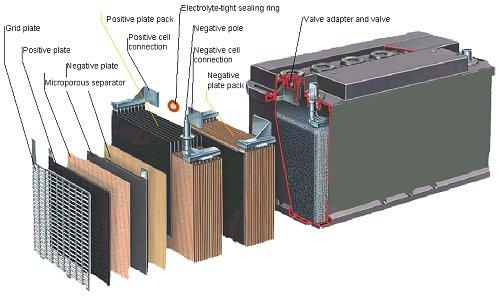 Electrolyte-tight sealing ring
Positive plate pack
Valve adapter and valve
Grid plate
Negative pole
Positive cell
connection
Positive plate
Negative cell
connection
Negative plate
Negative
plate pack
Microporous separator